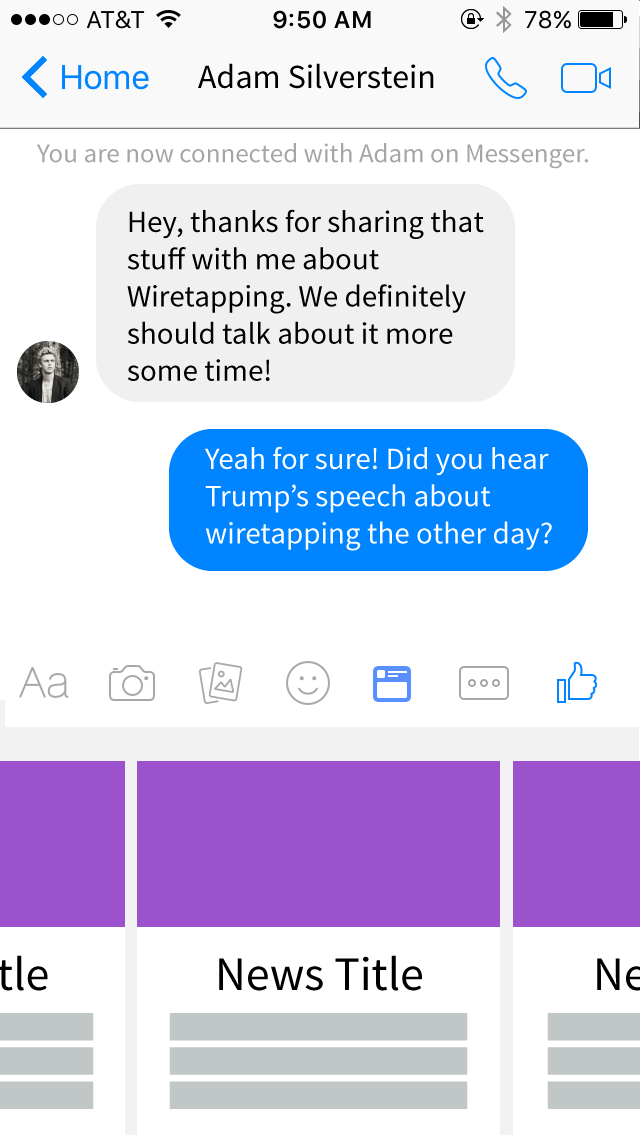 AT&T 9:50 AM 78%
Home Adam Silverstein
You are now connected with Adam on Messenger.
Hey, thanks for sharing that
stuff with me about
Wiretapping. We definitely
should talk about it more
some time!
Yeah for sure! Did you hear
Trump’s speech about
wiretapping the other day?
Aa
tle News Title Ne